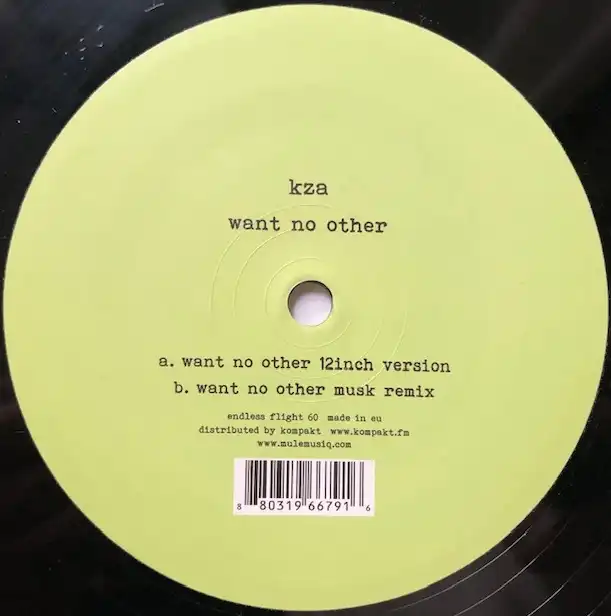 kza
want no other
a. want no other 12inch version
b. want no other musk remix
endless flight 60 made in eu
distributed by kompakt www.kompakt.fm
www.mulemusiq.com
8 80319 66791 6